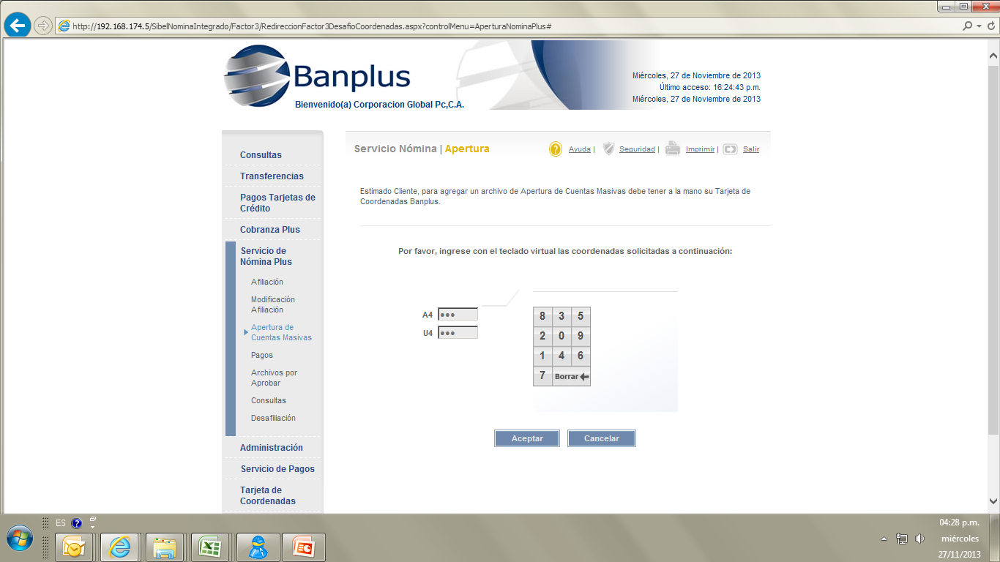 http://192.168.174.5/SibelNominaIntegrado/Factor3/RedireccionFactor3DesafioCoordenadas.aspx?controlMenu=AperturaNominaPlus#
Banplus
Bienvenido(a) Corporacion Global Pc,C.A.
Miércoles, 27 de Noviembre de 2013
Último acceso: 16:24:43 p.m.
Miércoles, 27 de Noviembre de 2013
Consultas
Transferencias
Pagos Tarjetas de
Crédito
Cobranza Plus
Servicio de
Nómina Plus
Afiliación
Modificación
Afiliación
Apertura de
Cuentas Masivas
Pagos
Archivos por
Aprobar
Consultas
Desafiliación
Administración
Servicio de Pagos
Tarjeta de
Coordenadas
Servicio Nómina | Apertura
Ayuda |
Seguridad |
Imprimir |
Salir
Estimado Cliente, para agregar un archivo de Apertura de Cuentas Masivas debe tener a la mano su Tarjeta de
Coordenadas Banplus.
Por favor, ingrese con el teclado virtual las coordenadas solicitadas a continuación:
A4 •••
U4 •••
8 3 5
2 0 9
1 4 6
7 Borrar
Aceptar
Cancelar
ES
04:28 p.m.
miércoles
27/11/2013